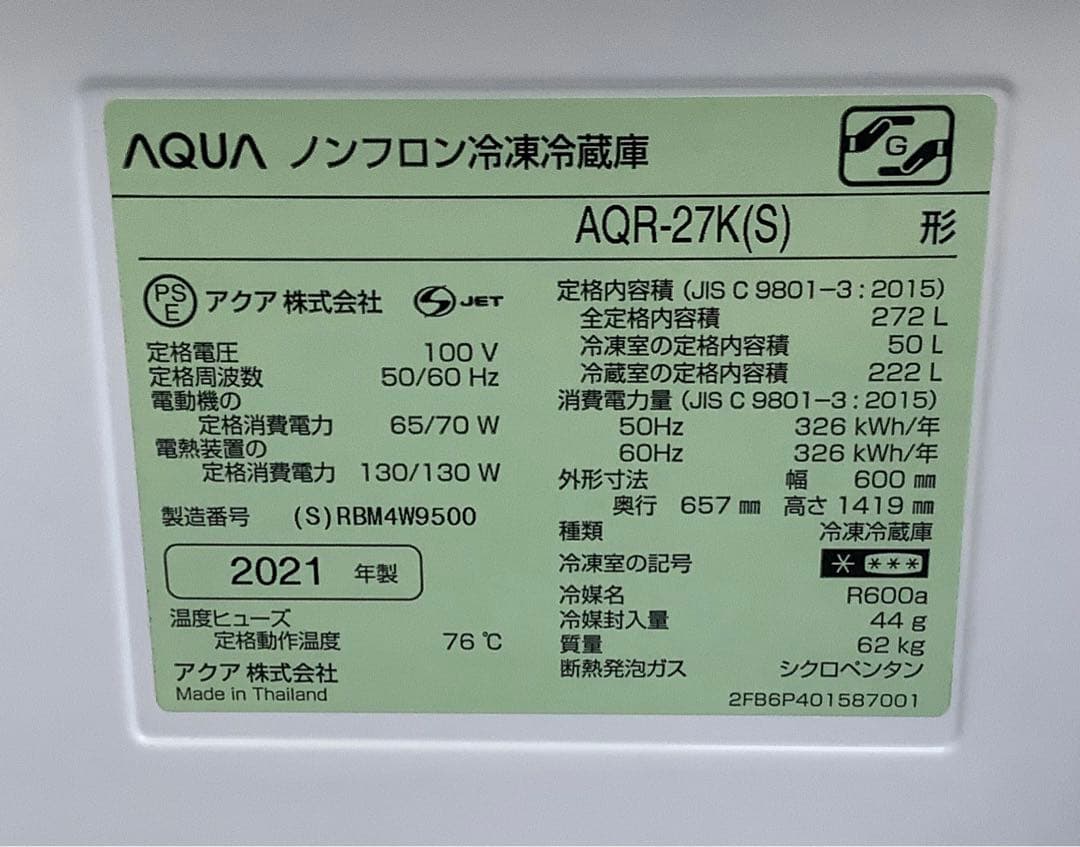 AQUA ノンフロン冷凍冷蔵庫
G
AQR-27K(S) 形
PS
E
アクア 株式会社
S JET
定格電圧 100 V
定格周波数 50/60 Hz
電動機の
定格消費電力 65/70 W
電熱装置の
定格消費電力 130/130 W
製造番号 (S)RBM4W9500
2021 年製
温度ヒューズ
定格動作温度 76 ℃
アクア 株式会社
Made in Thailand
定格内容積 (JIS C 9801-3 : 2015)
全定格内容積 272 L
冷凍室の定格内容積 50 L
冷蔵室の定格内容積 222 L
消費電力量 (JIS C 9801-3 : 2015)
50Hz 326 kWh/年
60Hz 326 kWh/年
外形寸法 幅 600 ㎜
奥行 657 ㎜ 高さ 1419 ㎜
種類 冷凍冷蔵庫
冷凍室の記号 * ***
冷媒名 R600a
冷媒封入量 44 g
質量 62 kg
断熱発泡ガス シクロペンタン
2FB6P401587001